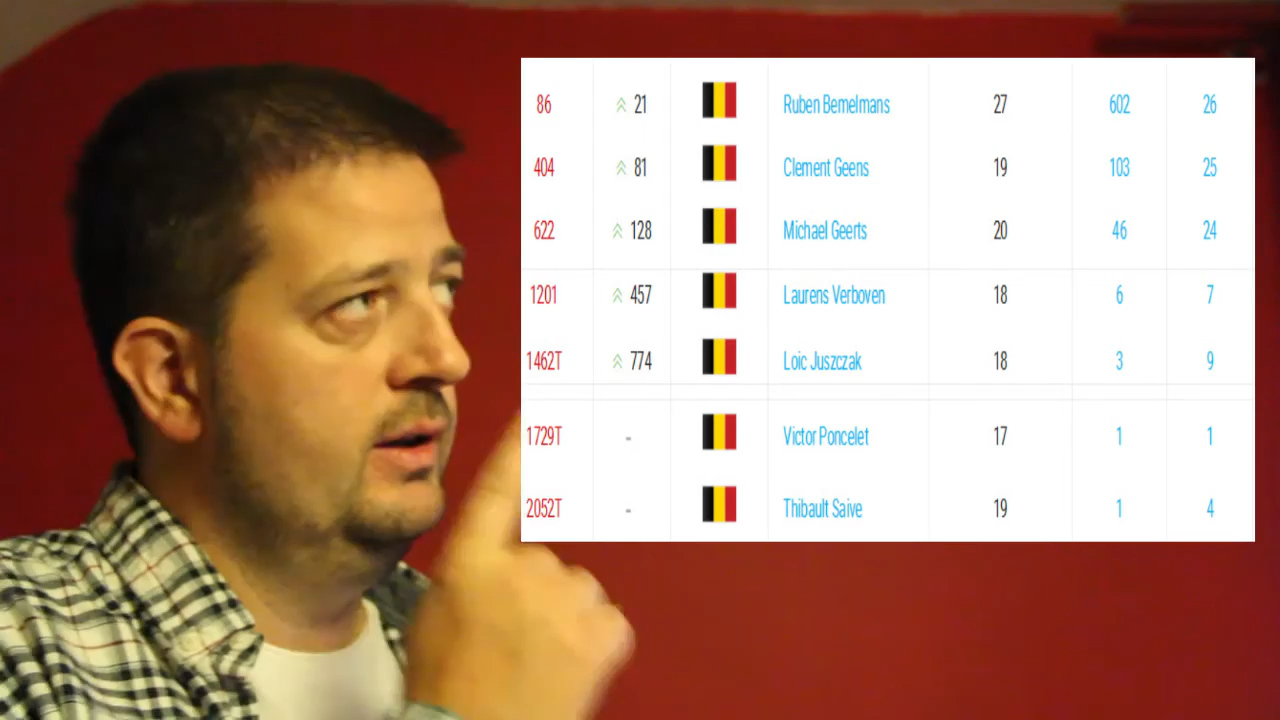 86 21 Ruben Bemelmans 27 602 26
404 81 Clement Geens 19 103 25
622 128 Michael Geerts 20 46 24
1201 457 Laurens Verboven 18 6 7
1462T 774 Loic Juszczak 18 3 9
1729T - Victor Poncelet 17 1 1
2052T - Thibault Saive 19 1 4